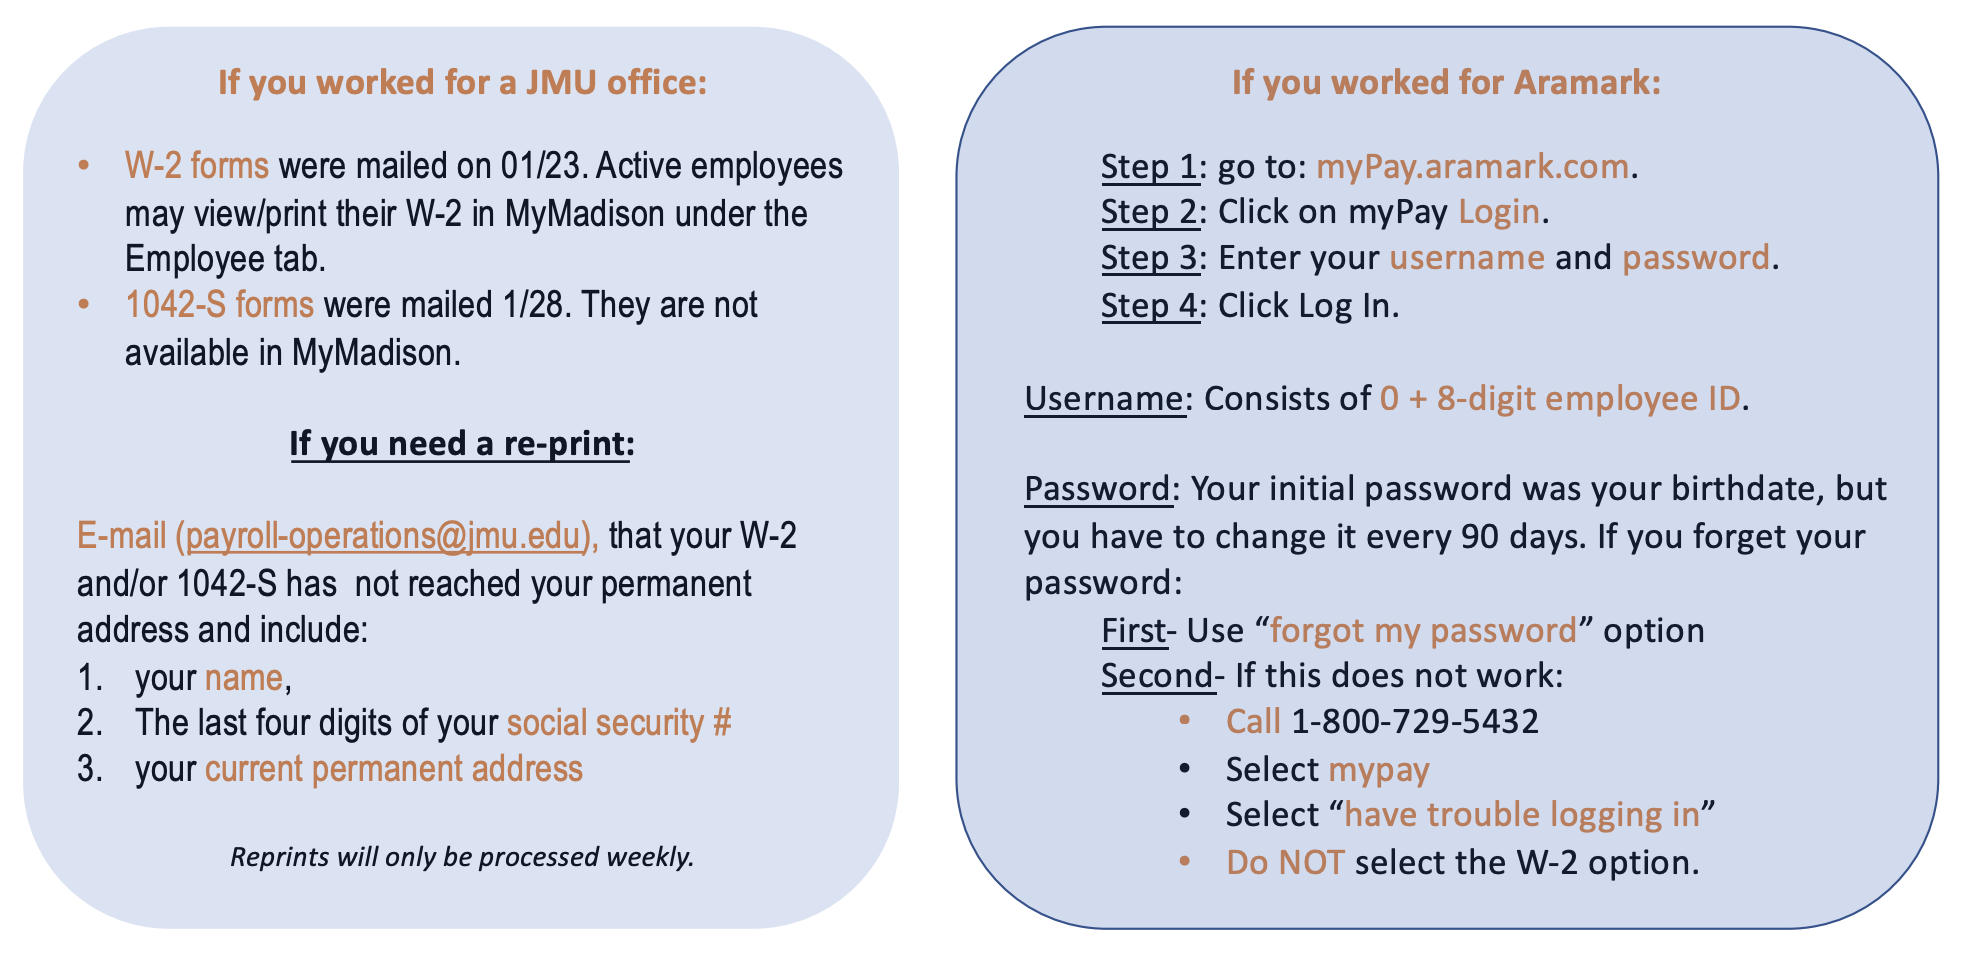 If you worked for a JMU office:
• W-2 forms were mailed on 01/23. Active employees
may view/print their W-2 in MyMadison under the
Employee tab.
• 1042-S forms were mailed 1/28. They are not
available in MyMadison.
If you need a re-print:
E-mail (payroll-operations@jmu.edu), that your W-2
and/or 1042-S has  not reached your permanent
address and include:
1. your name,
2. The last four digits of your social security #
3. your current permanent address
Reprints will only be processed weekly.
If you worked for Aramark:
Step 1: go to: myPay.aramark.com.
Step 2: Click on myPay Login.
Step 3: Enter your username and password.
Step 4: Click Log In.
Username: Consists of 0 + 8-digit employee ID.
Password: Your initial password was your birthdate, but
you have to change it every 90 days. If you forget your
password:
First- Use “forgot my password” option
Second- If this does not work:
• Call 1-800-729-5432
• Select mypay
• Select “have trouble logging in”
• Do NOT select the W-2 option.